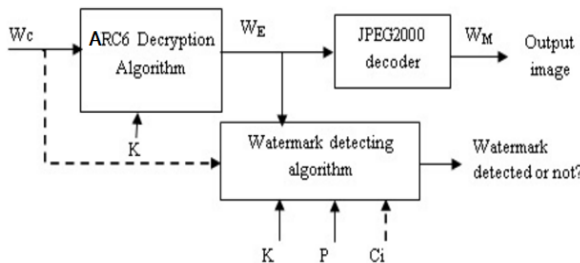 Wc
ARC6 Decryption
Algorithm
WE
JPEG2000
decoder
WM
Output
image
K
Watermark detecting
algorithm
Watermark
detected or not?
K
P
Ci